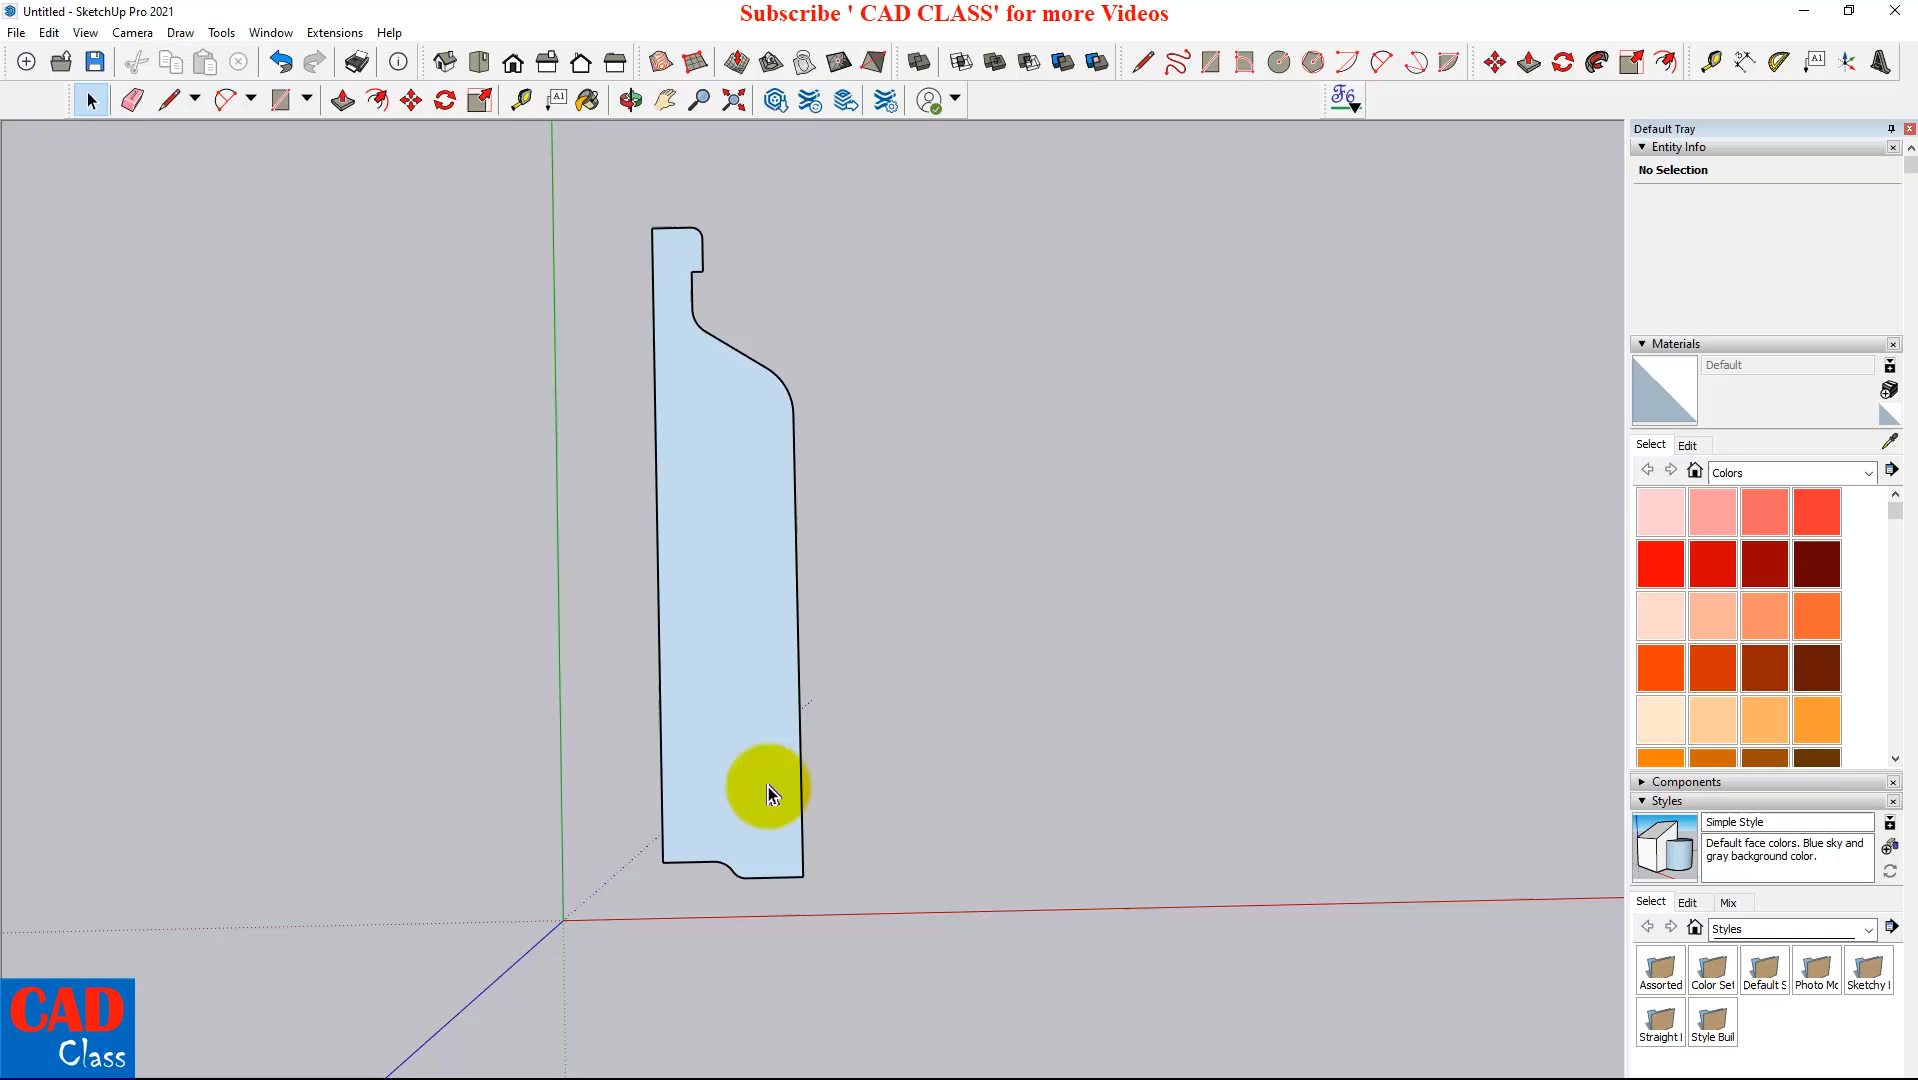 Untitled - SketchUp Pro 2021
Subscribe ' CAD CLASS' for more Videos
File Edit View Camera Draw Tools Window Extensions Help
A1
A1
F6
Default Tray
Entity Info
No Selection
Materials
Default
Select Edit
Colors
Components
Styles
Simple Style
Default face colors. Blue sky and
gray background color.
Select Edit Mix
Styles
Assorted Color Set Default S Photo Mc Sketchy I
Straight I Style Buil
CAD
Class